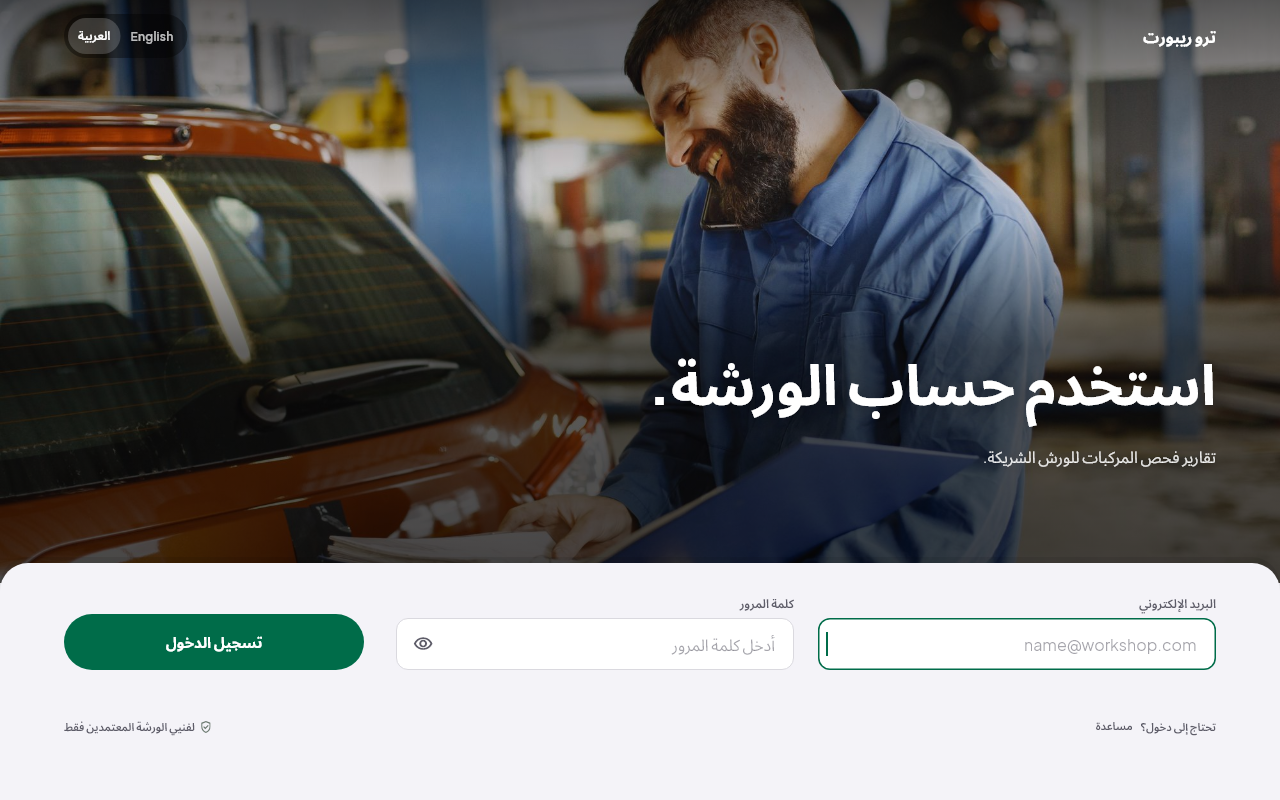 ترو ريبورت
العربية
English
استخدم حساب الورشة.
تقارير فحص المركبات للورش الشريكة.
البريد الإلكتروني
name@workshop.com
كلمة المرور
أدخل كلمة المرور
تسجيل الدخول
تحتاج إلى دخول؟ مساعدة
لفنيي الورشة المعتمدين فقط